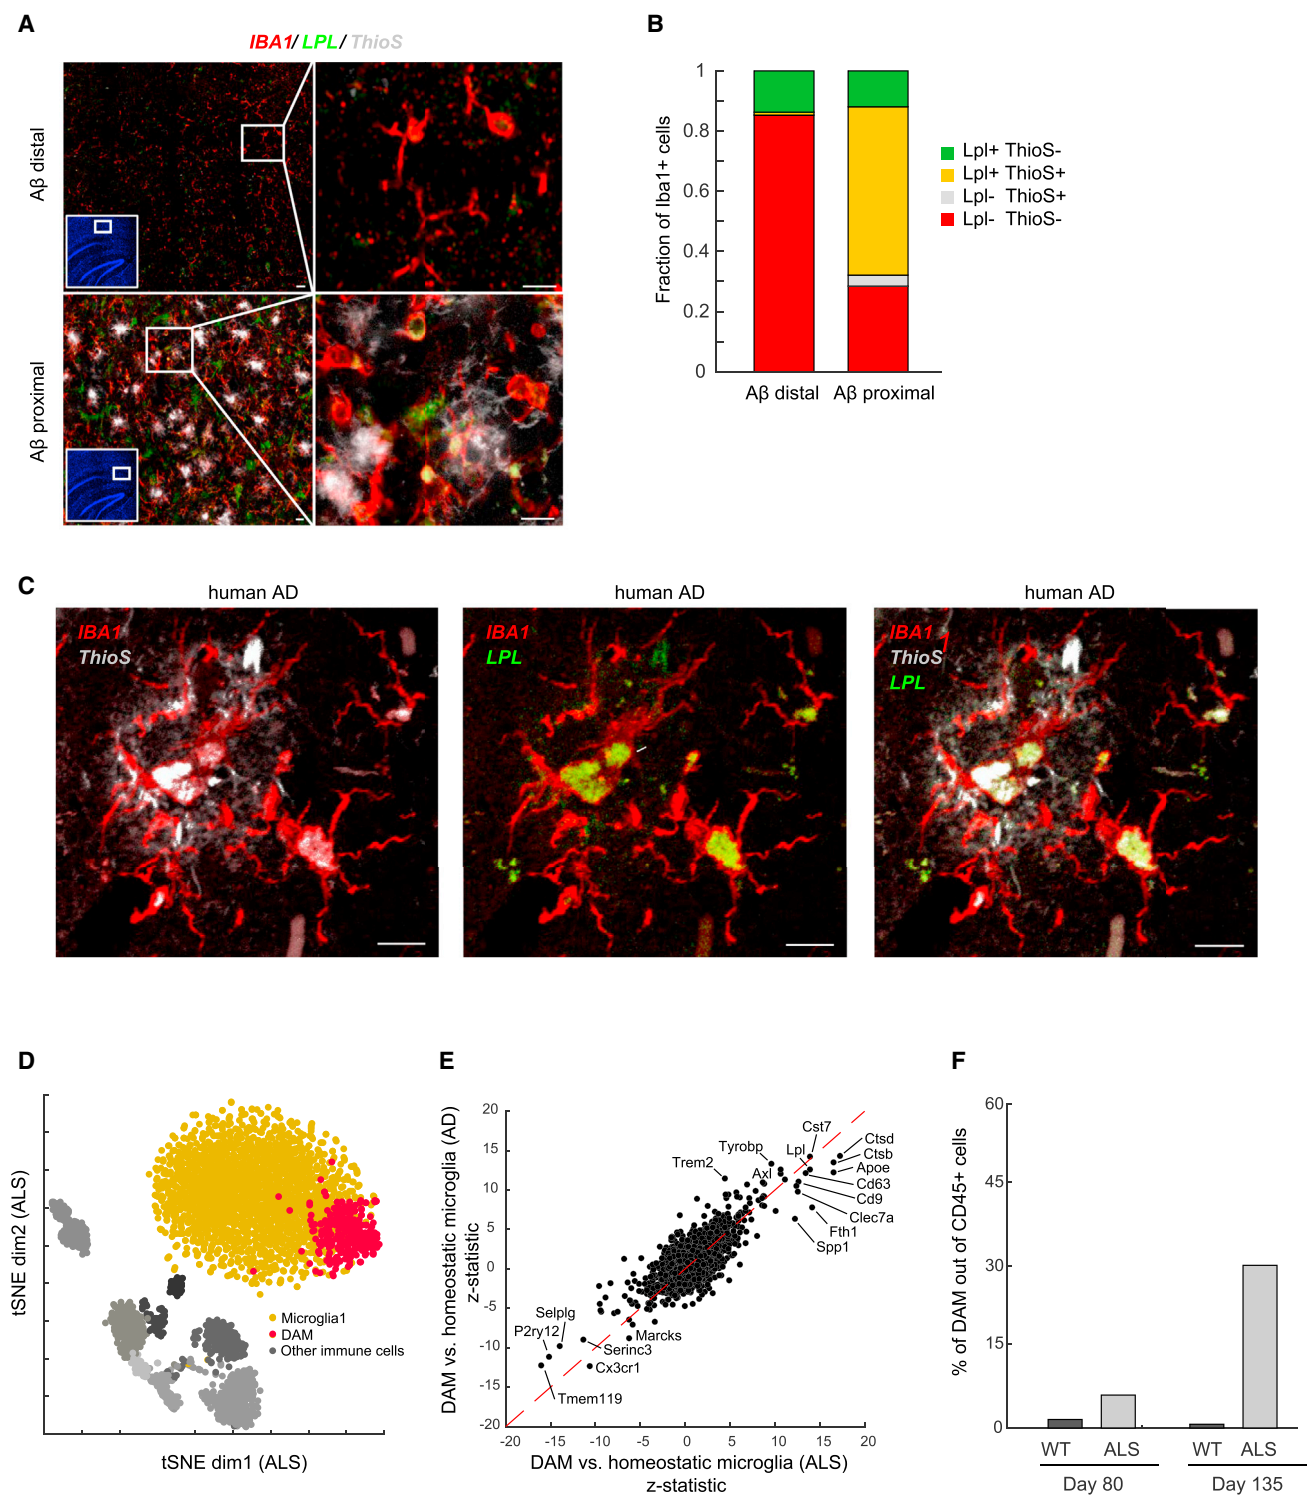 A
IBA1/ LPL/ ThioS
Aβ distal
Aβ proximal
B
1
0.8
0.6
0.4
0.2
0
Fraction of Iba1+ cells
Aβ distal Aβ proximal
Lpl+ ThioS-
Lpl+ ThioS+
Lpl- ThioS+
Lpl- ThioS-
C
human AD
IBA1
ThioS
human AD
IBA1
LPL
human AD
IBA1
ThioS
LPL
D
tSNE dim2 (ALS)
Microglia1
DAM
Other immune cells
tSNE dim1 (ALS)
E
DAM vs. homeostatic microglia (AD)
z-statistic
20
15
10
5
0
-5
-10
-15
-20
Cst7
Tyrobp
Lpl
Ctsd
Ctsb
Trem2
Axl
Apoe
Cd63
Cd9
Clec7a
Fth1
Spp1
Selplg
P2ry12
Marcks
Serinc3
Cx3cr1
Tmem119
-20 -15 -10 -5 0 5 10 15 20
DAM vs. homeostatic microglia (ALS)
z-statistic
F
% of DAM out of CD45+ cells
60
45
30
15
0
WT ALS WT ALS
Day 80 Day 135